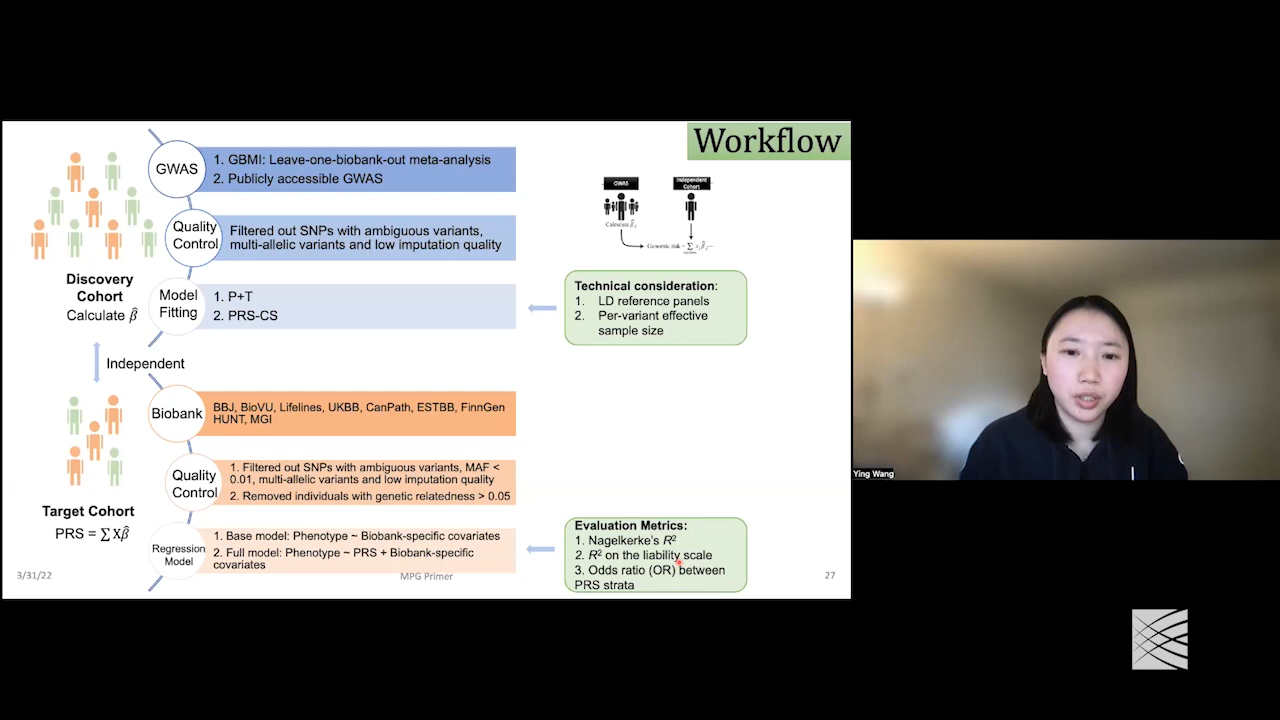 Workflow
GWAS
1. GBMI: Leave-one-biobank-out meta-analysis
2. Publicly accessible GWAS
Quality
Control
Filtered out SNPs with ambiguous variants,
multi-allelic variants and low imputation quality
Discovery
Cohort
Calculate β̂
Model
Fitting
1. P+T
2. PRS-CS
GWAS
Independent
Cohort
Calculate β̂
Genomic risk = ∑
Technical consideration:
1. LD reference panels
2. Per-variant effective
sample size
Independent
Biobank
BBJ, BioVU, Lifelines, UKBB, CanPath, ESTBB, FinnGen
HUNT, MGI
Quality
Control
1. Filtered out SNPs with ambiguous variants, MAF <
0.01, multi-allelic variants and low imputation quality
2. Removed individuals with genetic relatedness > 0.05
Target Cohort
PRS = ∑ Xβ̂
Regression
Model
1. Base model: Phenotype ~ Biobank-specific covariates
2. Full model: Phenotype ~ PRS + Biobank-specific
covariates
Evaluation Metrics:
1. Nagelkerke's R²
2. R² on the liability scale
3. Odds ratio (OR) between
PRS strata
3/31/22
MPG Primer
27
Ying Wang